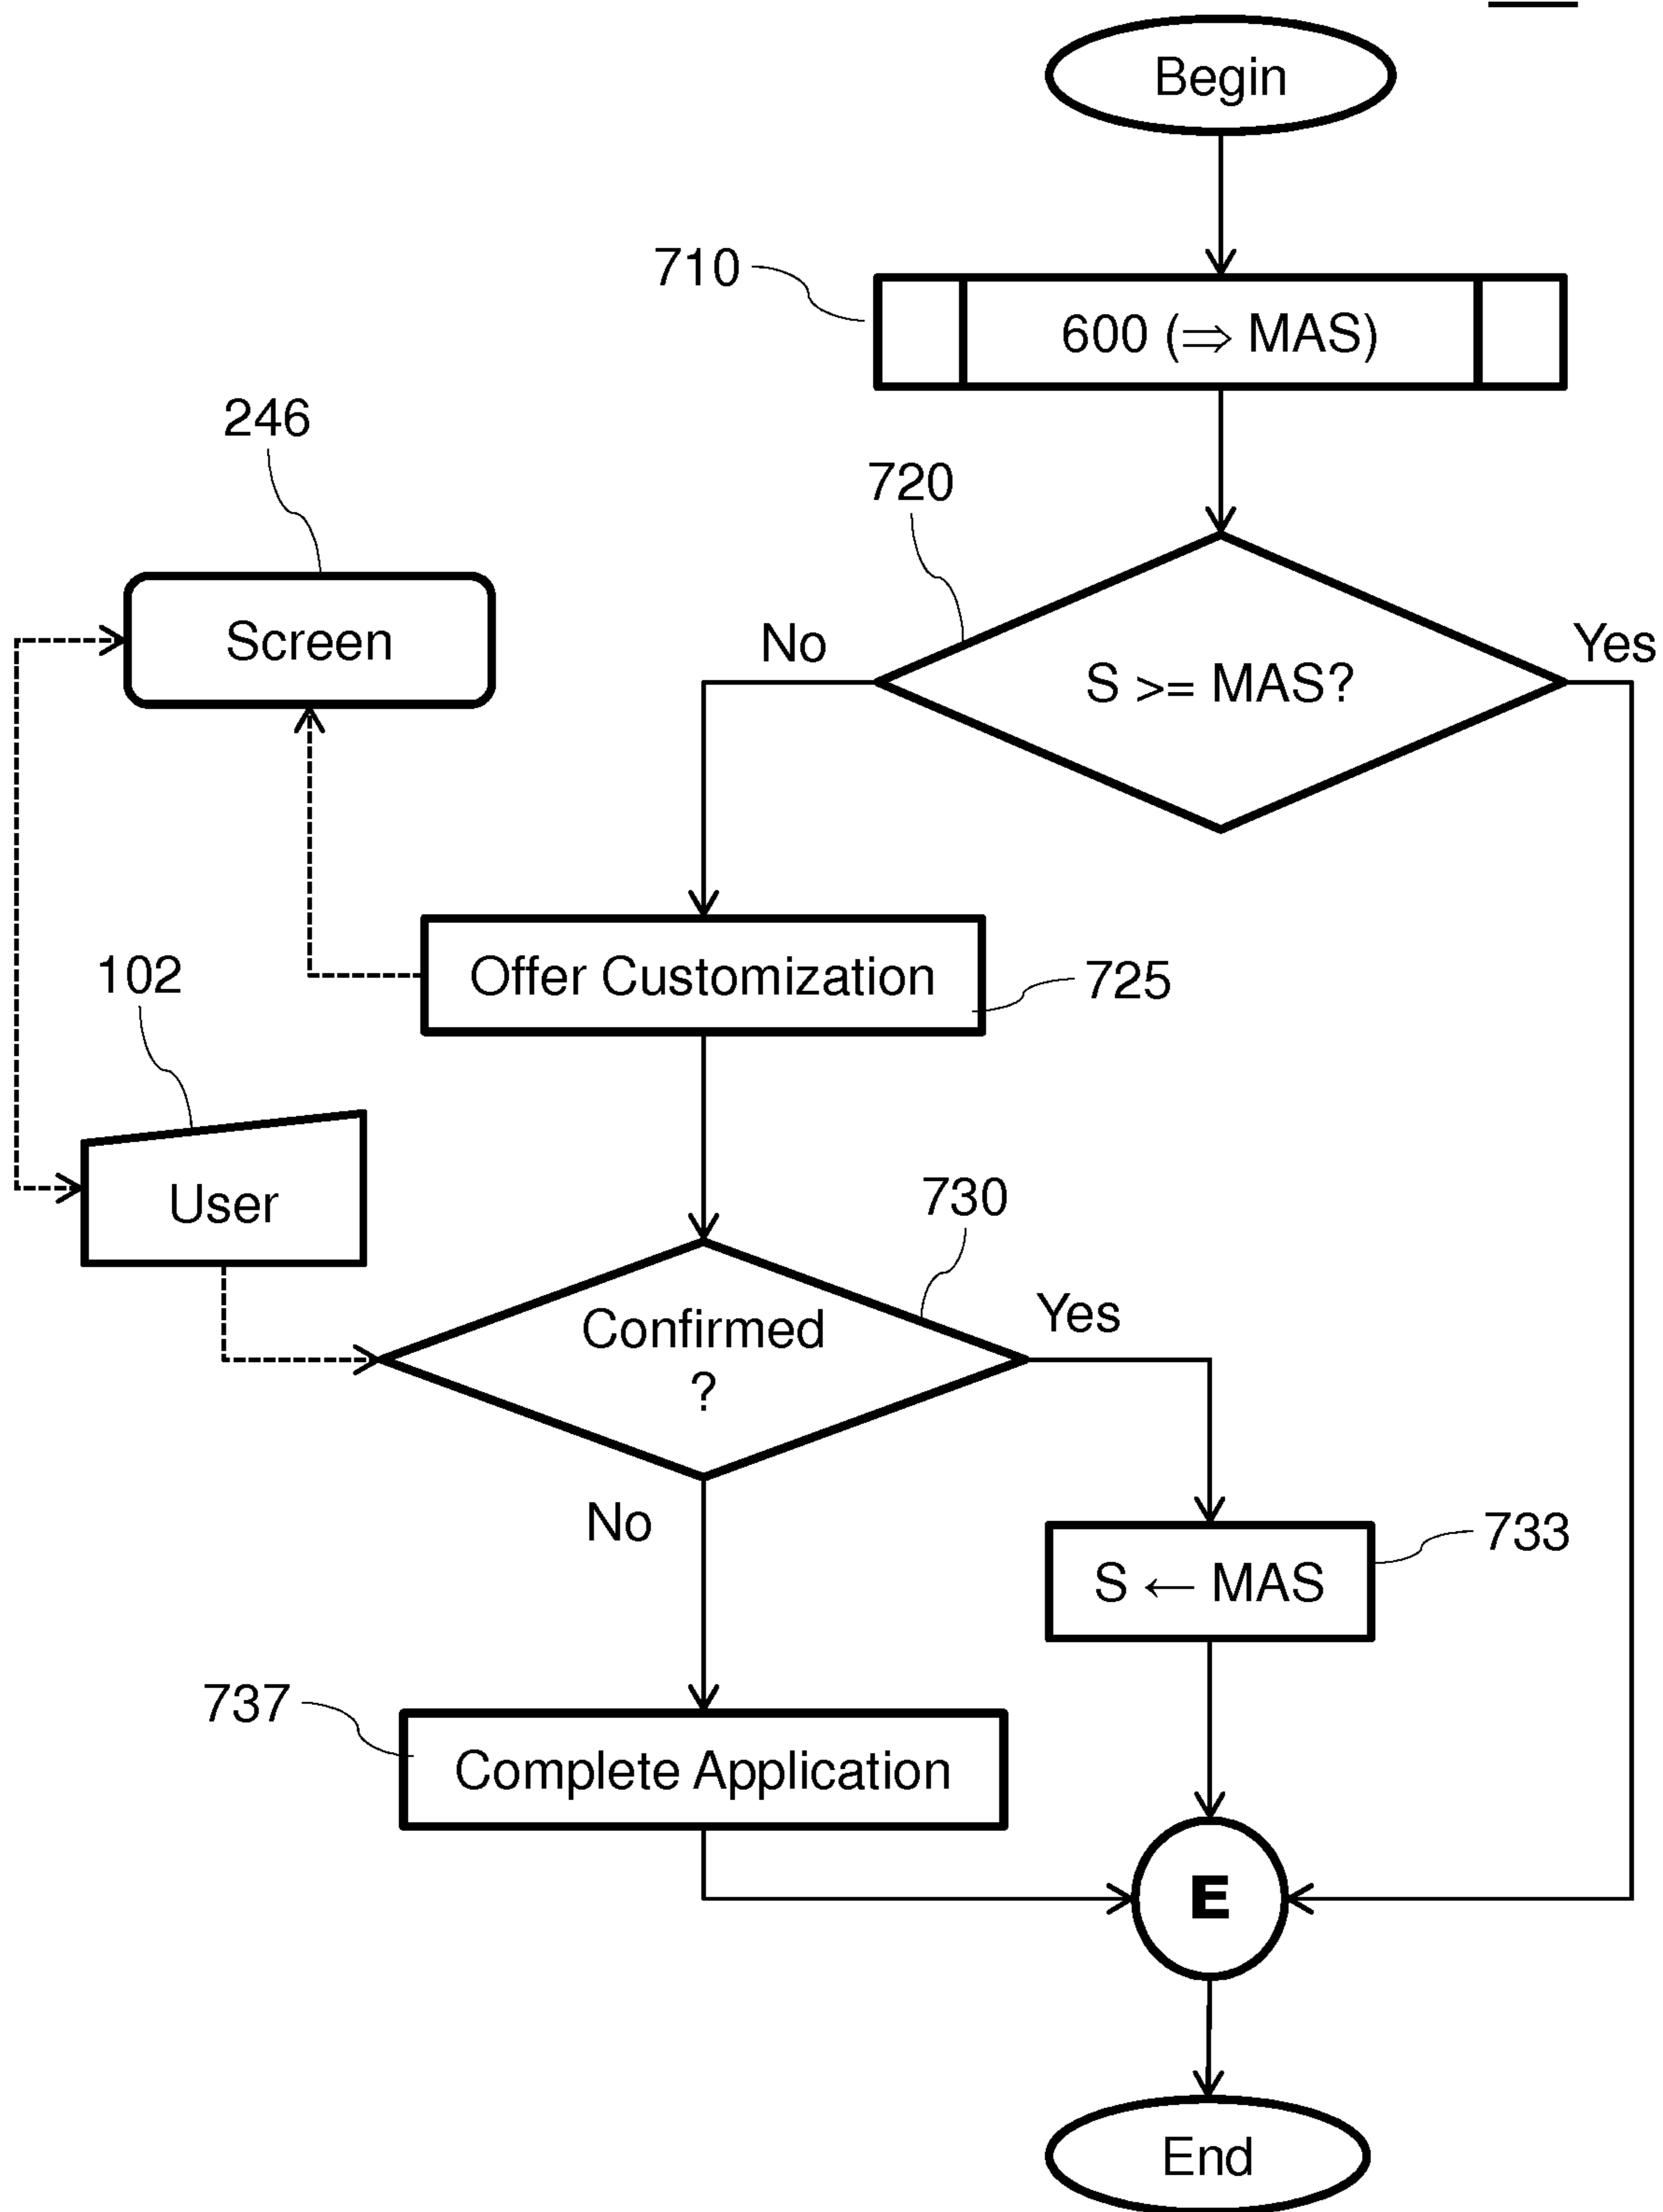 Begin
710
600 (⇒ MAS)
246
720
Screen
No
Yes
S >= MAS?
102
Offer Customization
725
User
730
Confirmed
?
Yes
No
733
S ← MAS
737
Complete Application
E
End